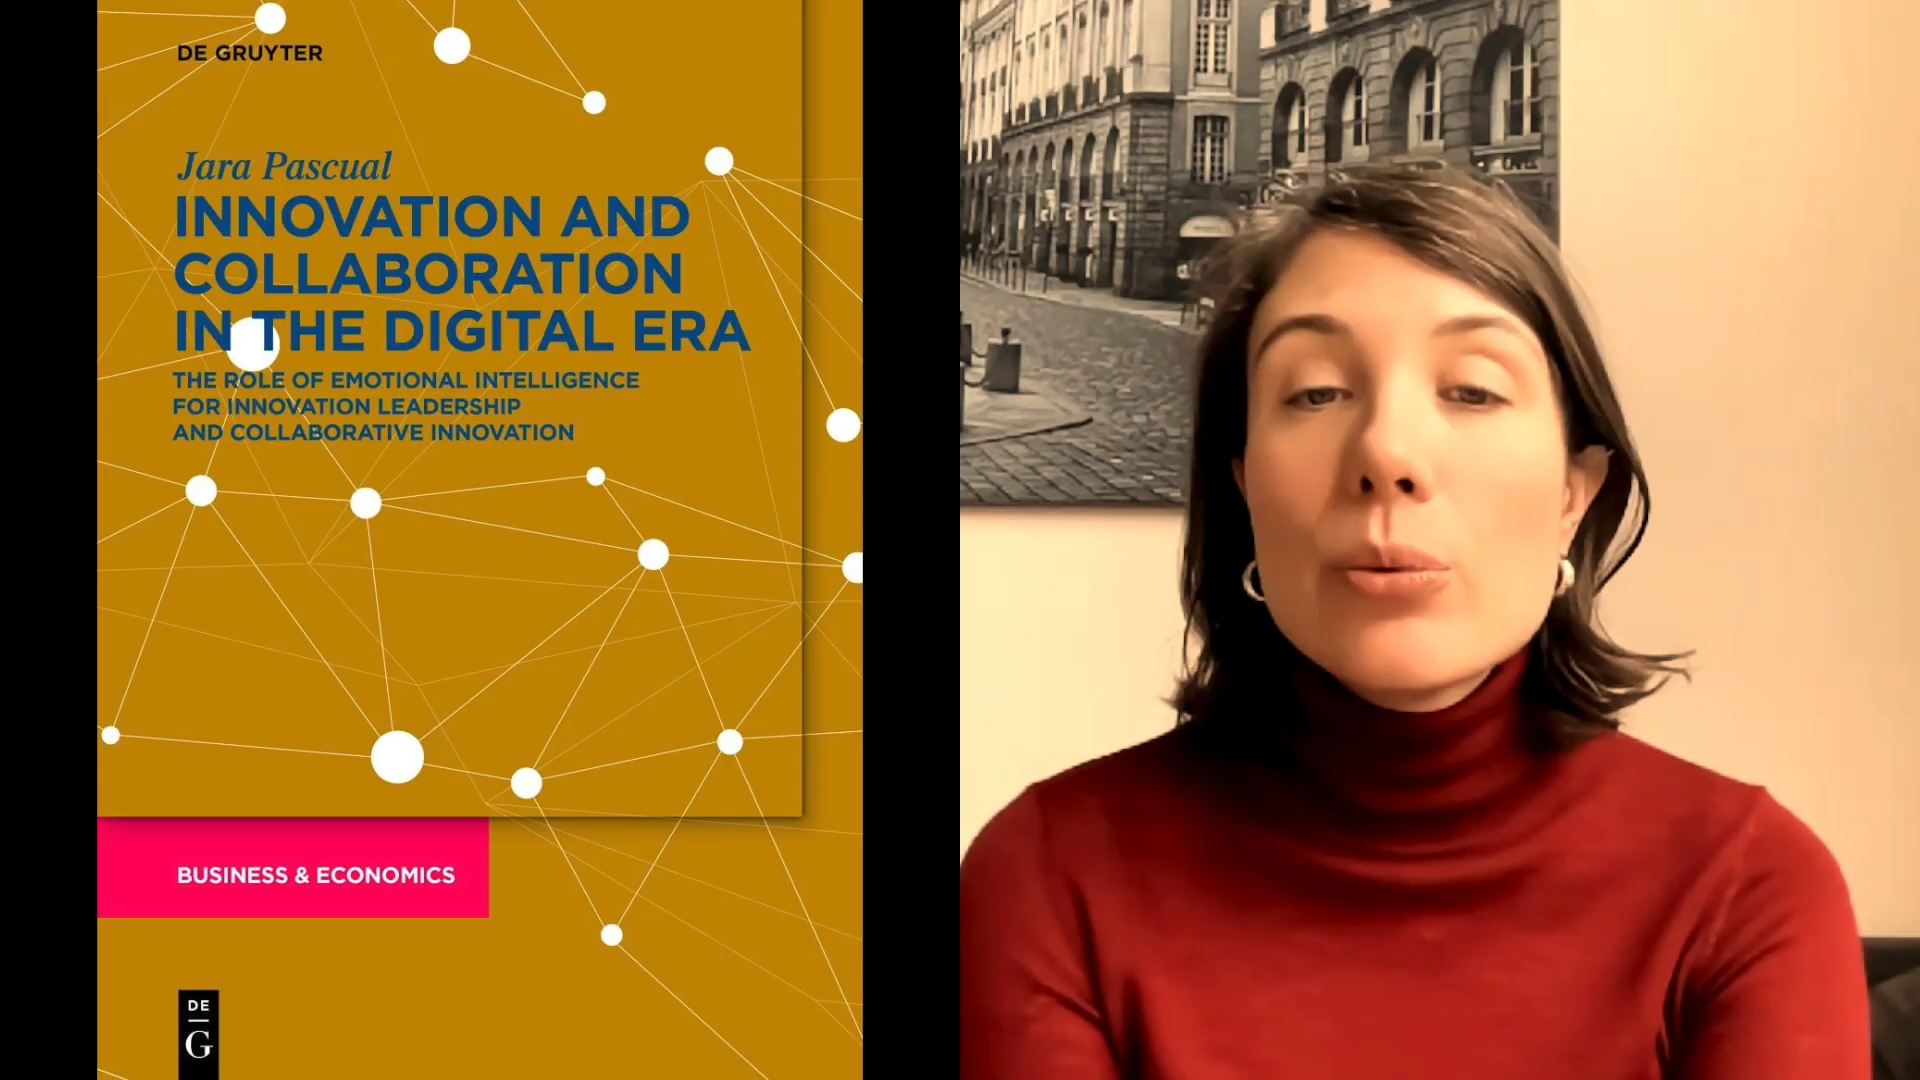 DE GRUYTER
Jara Pascual
INNOVATION AND
COLLABORATION
IN THE DIGITAL ERA
THE ROLE OF EMOTIONAL INTELLIGENCE
FOR INNOVATION LEADERSHIP
AND COLLABORATIVE INNOVATION
BUSINESS & ECONOMICS
DE
G